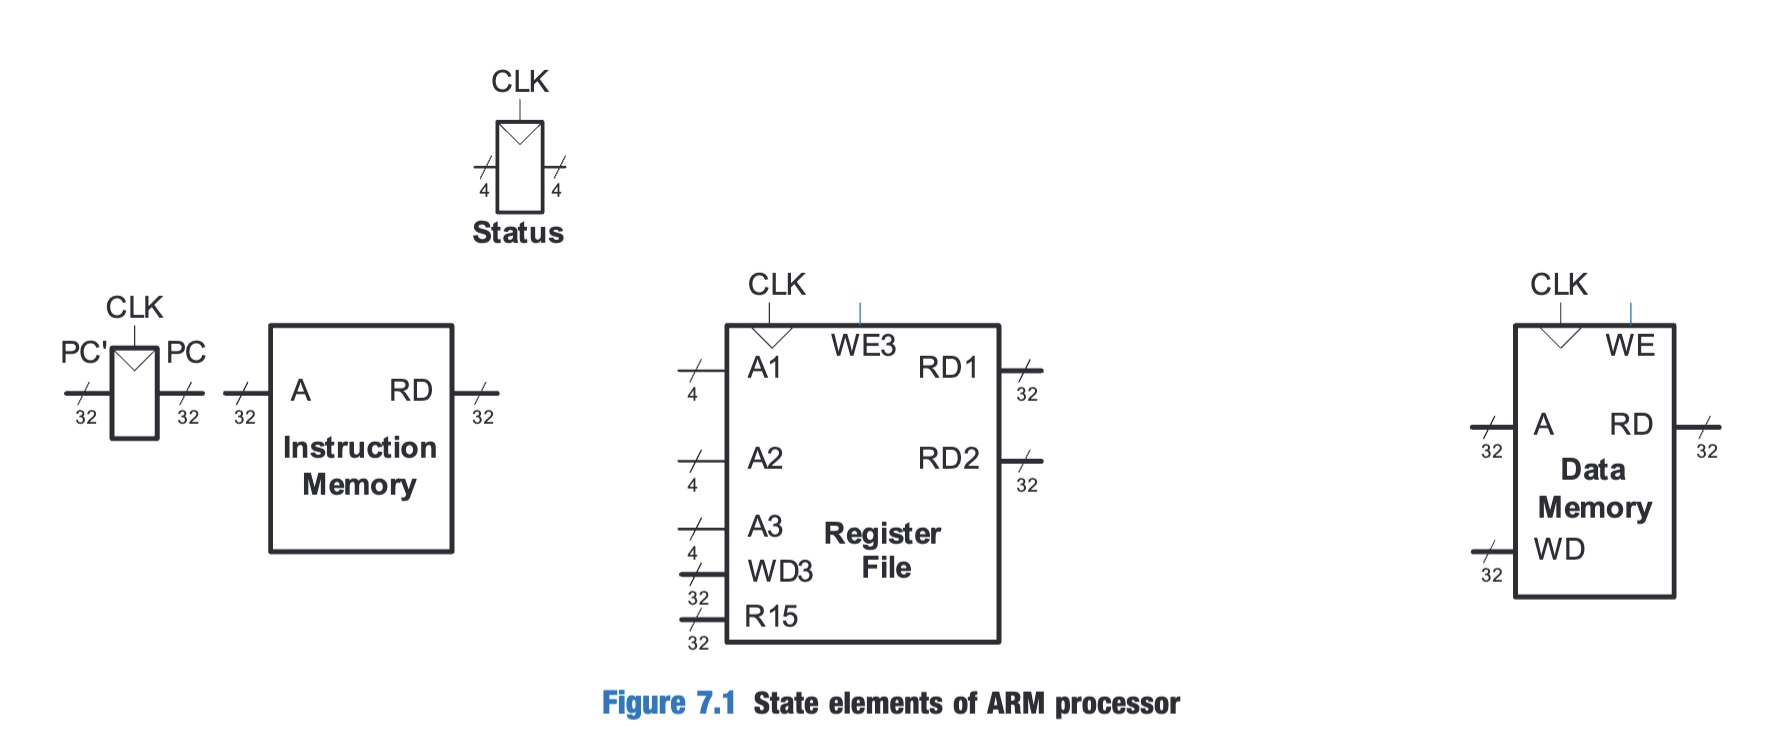 CLK
4 4
Status
CLK
PC' PC
32 32
32
A RD
32
Instruction
Memory
CLK
WE3
A1 RD1
4 32
A2 RD2
4 32
A3
4
Register
File
WD3
32
R15
32
CLK
WE
A RD
32 32
Data
Memory
WD
32
Figure 7.1 State elements of ARM processor